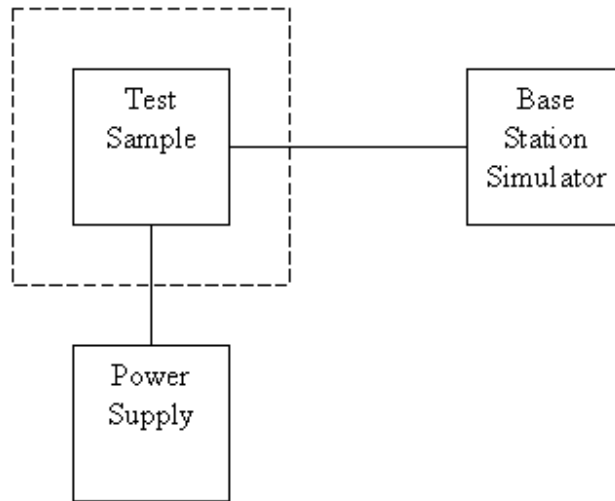 Test
Sample
Base
Station
Simulator
Power
Supply